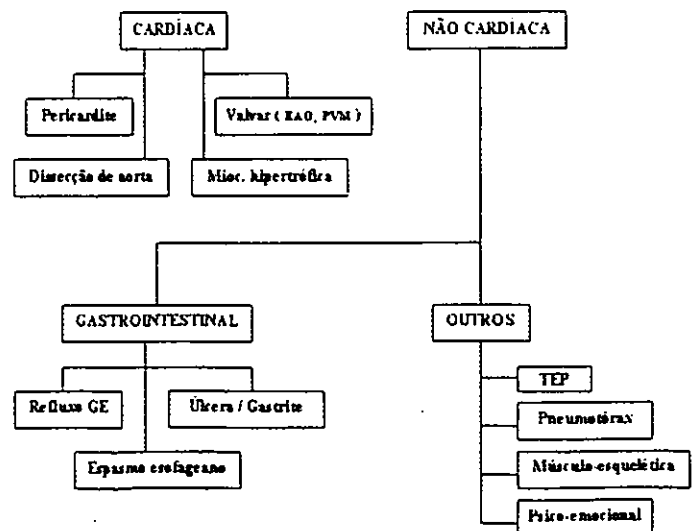 CARDÍACA
NÃO CARDÍACA
Pericardite
Valvar ( EAO, PVM )
Dissecção de aorta
Mioc. hipertrófica
GASTROINTESTINAL
OUTROS
Refluxo GE
Úlcera / Gastrite
Espasmo esofageano
TEP
Pneumotórax
Músculo-esquelética
Psico-emocional